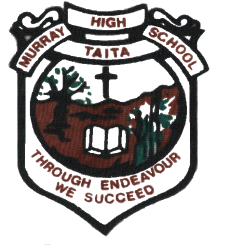 MURRAY HIGH SCHOOL
TAITA
THROUGH ENDEAVOUR
WE SUCCEED